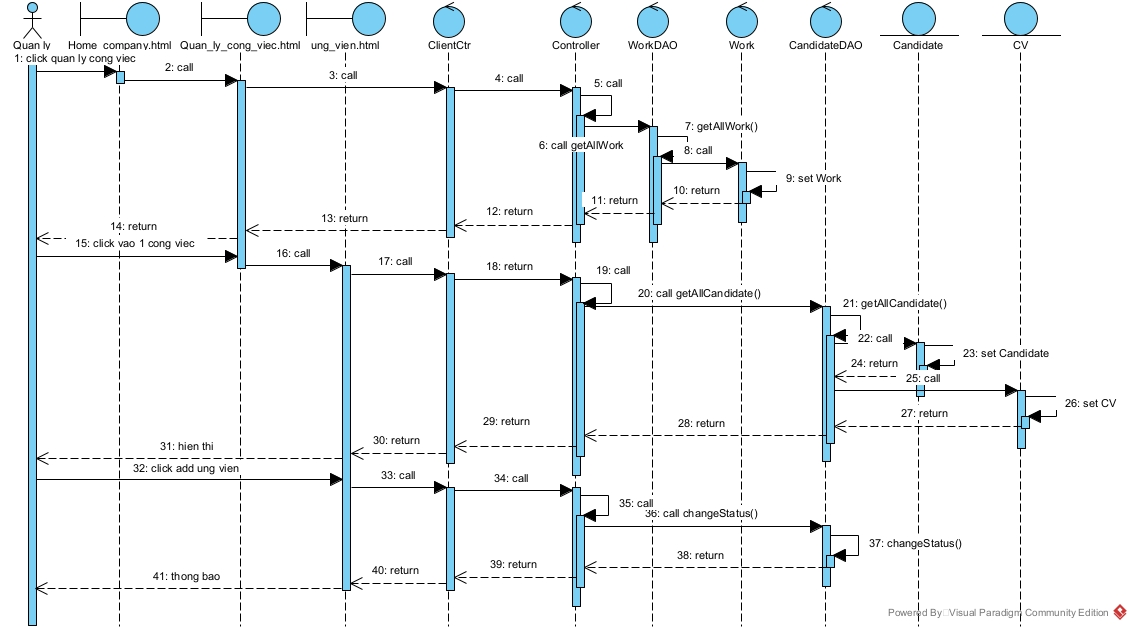 Quan ly
Home_company.html
Quan_ly_cong_viec.html
ung_vien.html
ClientCtr
Controller
WorkDAO
Work
CandidateDAO
Candidate
CV
1: click quan ly cong viec
2: call
3: call
4: call
5: call
6: call getAllWork
7: getAllWork()
8: call
9: set Work
10: return
11: return
12: return
13: return
14: return
15: click vao 1 cong viec
16: call
17: call
18: return
19: call
20: call getAllCandidate()
21: getAllCandidate()
22: call
23: set Candidate
24: return
25: call
26: set CV
27: return
28: return
29: return
30: return
31: hien thi
32: click add ung vien
33: call
34: call
35: call
36: call changeStatus()
37: changeStatus()
38: return
39: return
40: return
41: thong bao
Powered By Visual Paradigm Community Edition